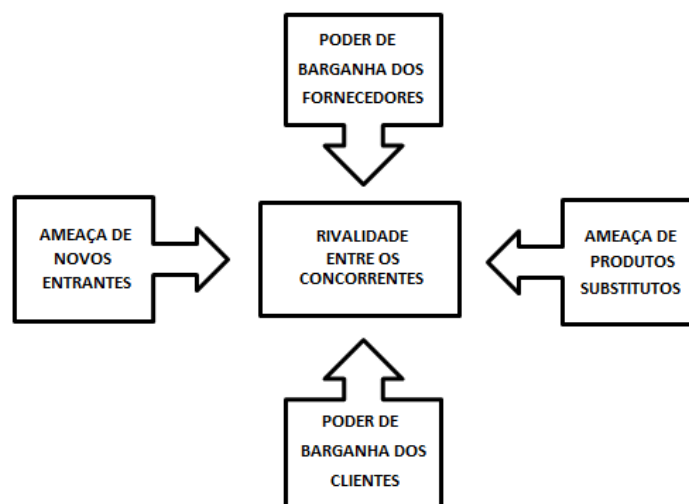 PODER DE
BARGANHA DOS
FORNECEDORES
AMEAÇA DE
NOVOS
ENTRANTES
RIVALIDADE
ENTRE OS
CONCORRENTES
AMEAÇA DE
PRODUTOS
SUBSTITUTOS
PODER DE
BARGANHA DOS
CLIENTES